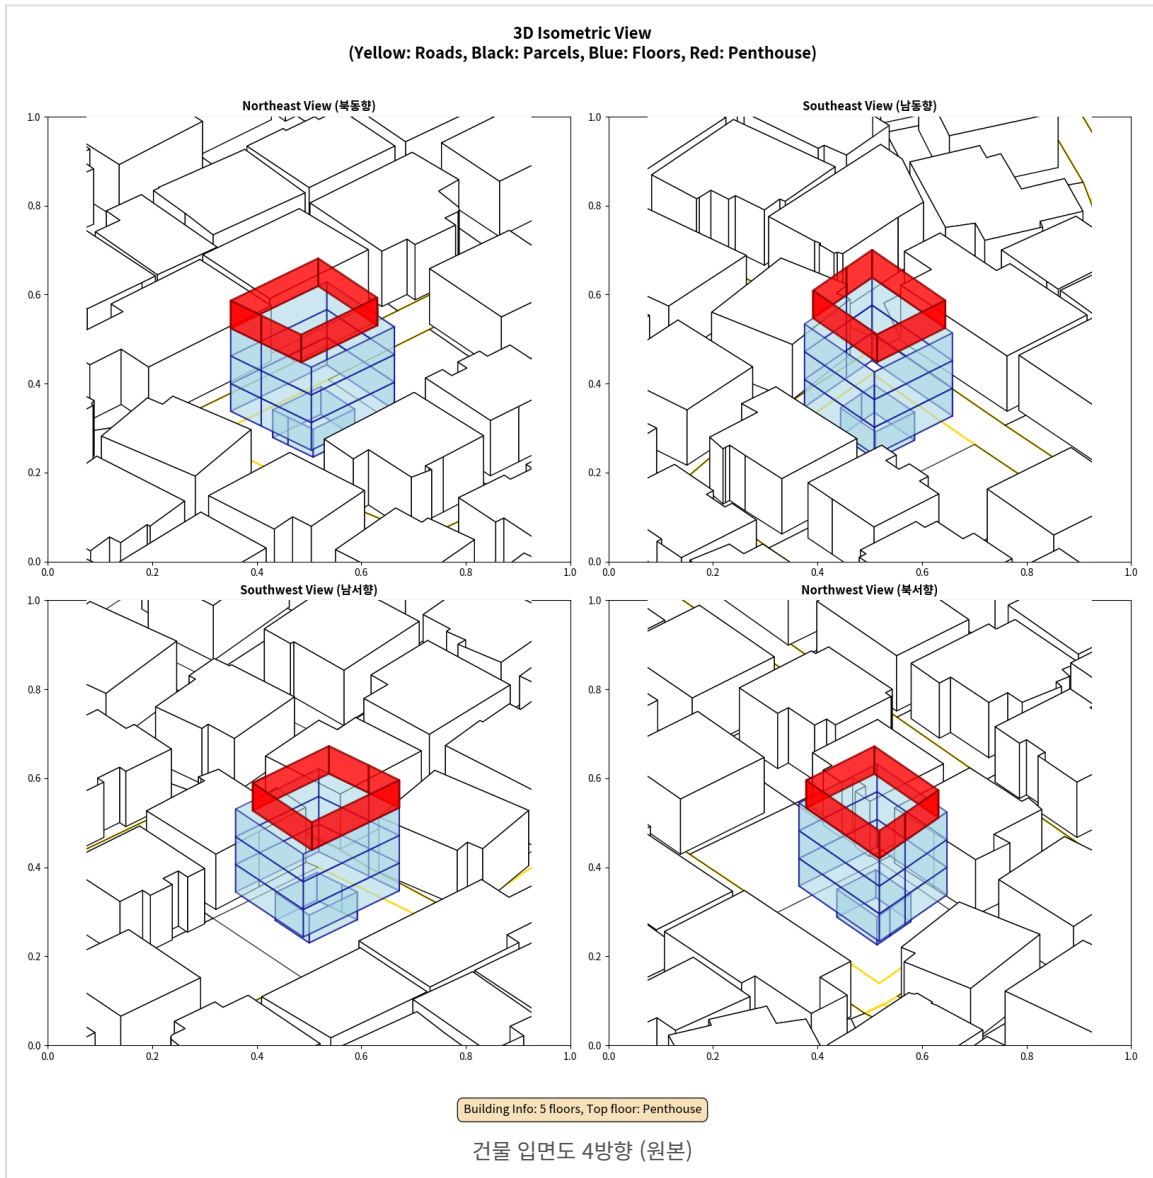 3D Isometric View
(Yellow: Roads, Black: Parcels, Blue: Floors, Red: Penthouse)
Northeast View (북동향)
1.0
0.8
0.6
0.4
0.2
0.0
0.0 0.2 0.4 0.6 0.8 1.0
Southeast View (남동향)
1.0
0.8
0.6
0.4
0.2
0.0
0.0 0.2 0.4 0.6 0.8 1.0
Southwest View (남서향)
1.0
0.8
0.6
0.4
0.2
0.0
0.0 0.2 0.4 0.6 0.8 1.0
Northwest View (북서향)
1.0
0.8
0.6
0.4
0.2
0.0
0.0 0.2 0.4 0.6 0.8 1.0
Building Info: 5 floors, Top floor: Penthouse
건물 입면도 4방향 (원본)